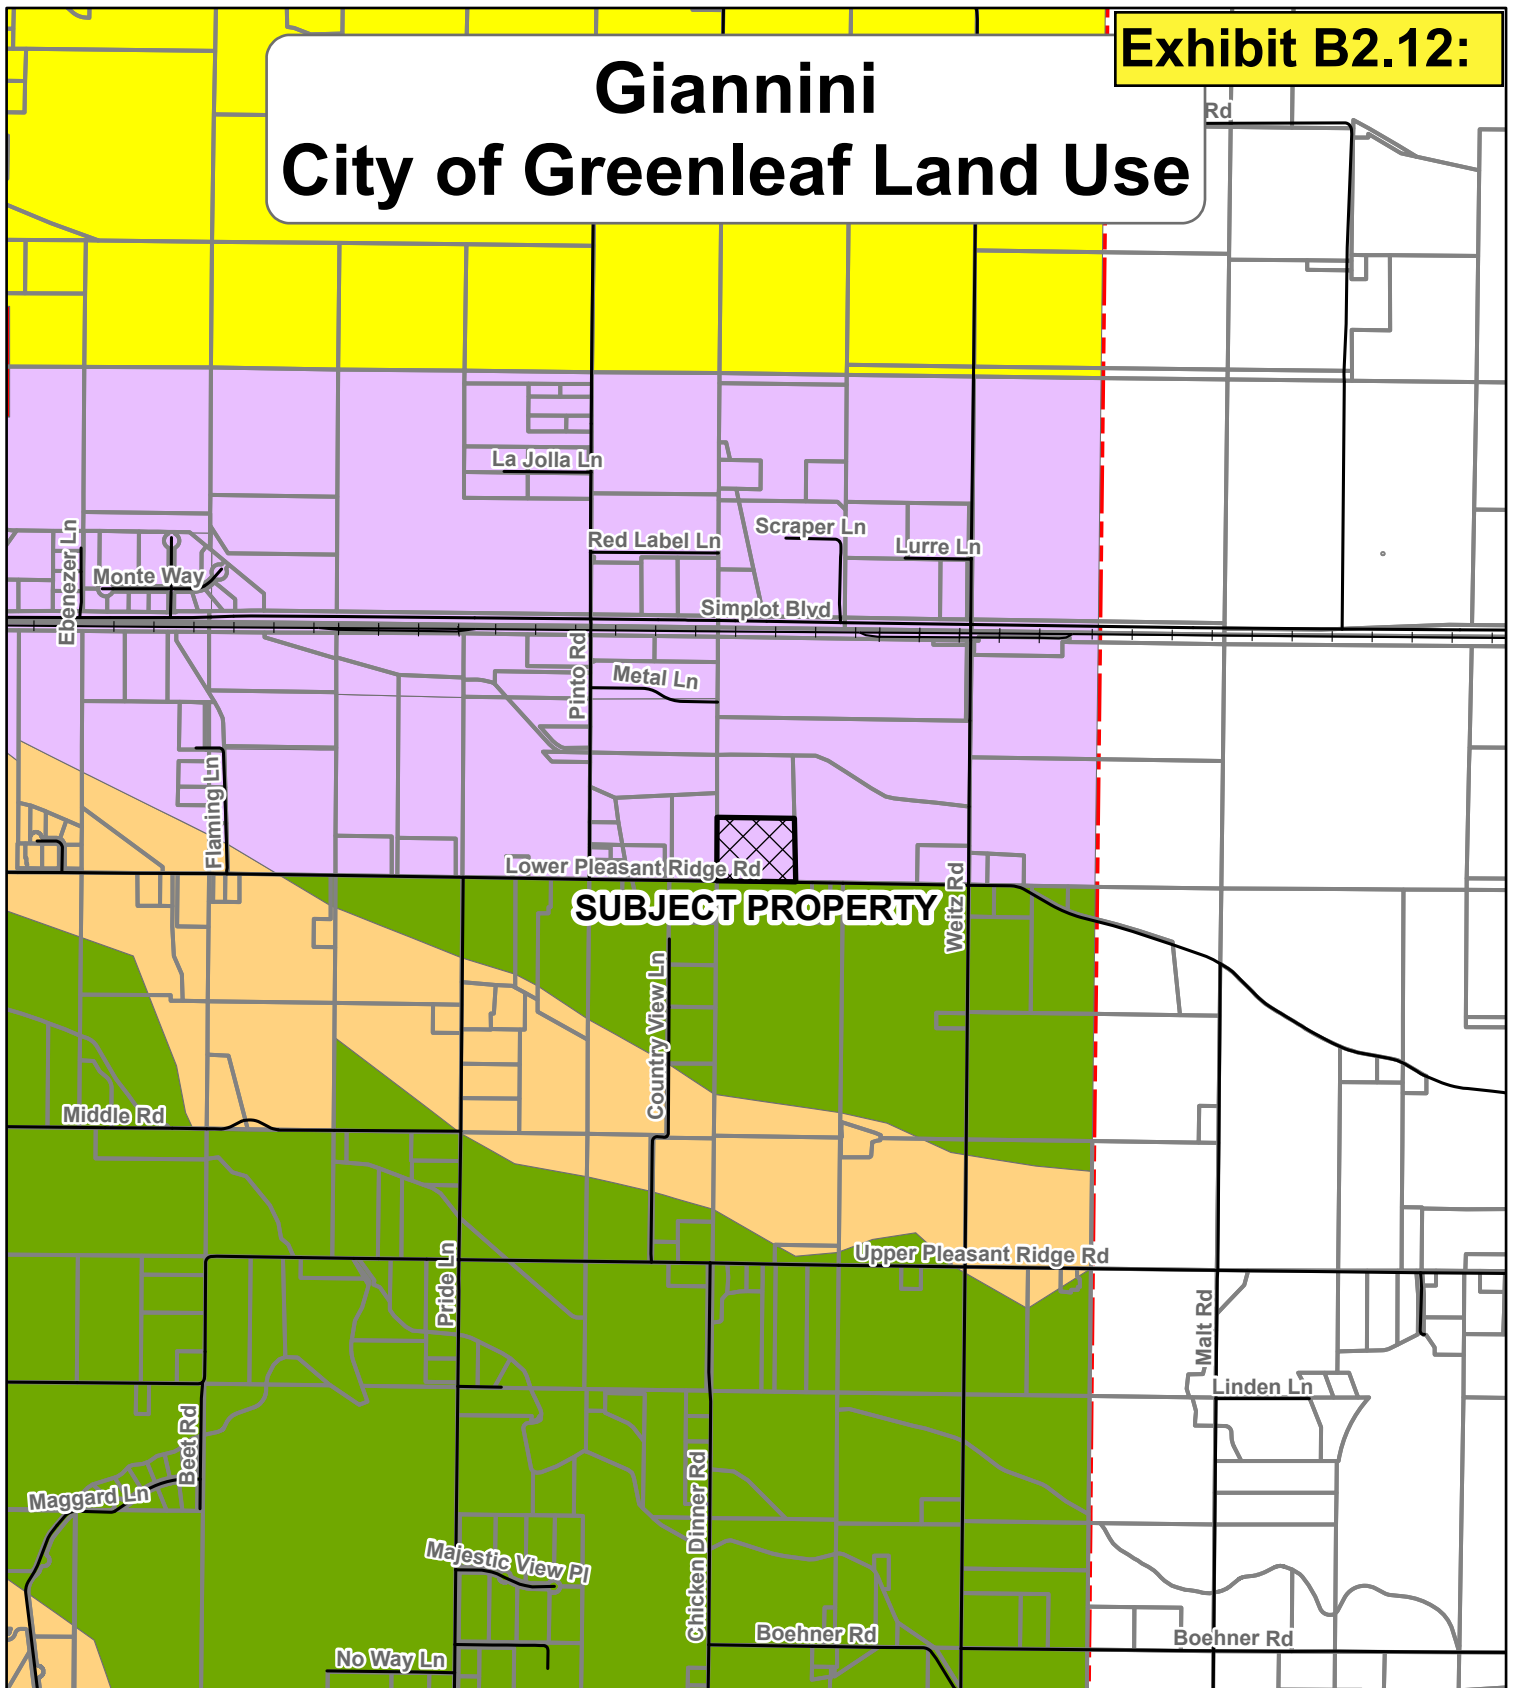 Exhibit B2.12:
Giannini
City of Greenleaf Land Use
Rd
La Jolla Ln
Red Label Ln
Scraper Ln
Lurre Ln
Ebenezer Ln
Monte Way
Simplot Blvd
Pinto Rd
Metal Ln
Flaming Ln
Lower Pleasant Ridge Rd
SUBJECT PROPERTY
Weitz Rd
Country View Ln
Middle Rd
Upper Pleasant Ridge Rd
Pride Ln
Malt Rd
Linden Ln
Beet Rd
Maggard Ln
Chicken Dinner Rd
Majestic View Pl
Boehner Rd
Boehner Rd
No Way Ln